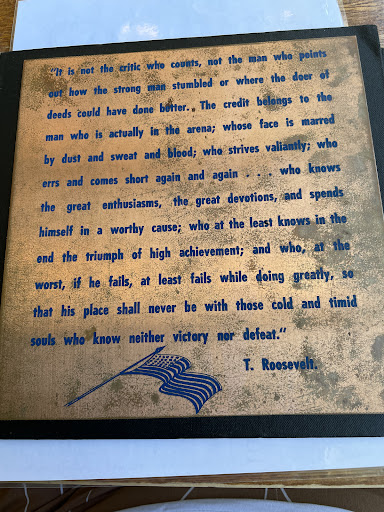 "It is not the critic who counts, not the man who points
out how the strong man stumbled or where the doer of
deeds could have done better.. The credit belongs to the
man who is actually in the arena; whose face is marred
by dust and sweat and blood; who strives valiantly; who
errs and comes short again and again . . . who knows
the great enthusiasms, the great devotions, and spends
himself in a worthy cause; who at the least knows in the
end the triumph of high achievement; and who, at the
worst, if he fails, at least fails while doing greatly, so
that his place shall never be with those cold and timid
souls who know neither victory nor defeat."
T. Roosevelt.